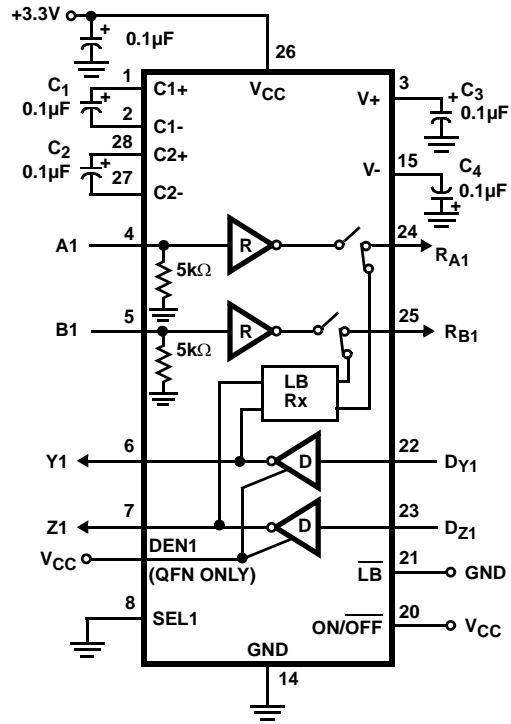 +3.3V
0.1µF
26
1
C1+
VCC
3
C1
0.1µF
2
C1-
V+
C3
0.1µF
C2
0.1µF
28
C2+
27
C2-
15
V-
C4
0.1µF
A1
4
R
24
RA1
5kΩ
B1
5
R
25
RB1
5kΩ
LB
Rx
Y1
6
D
22
DY1
Z1
7
D
23
DZ1
VCC
DEN1
(QFN ONLY)
LB
21
GND
8
SEL1
ON/OFF
20
VCC
GND
14